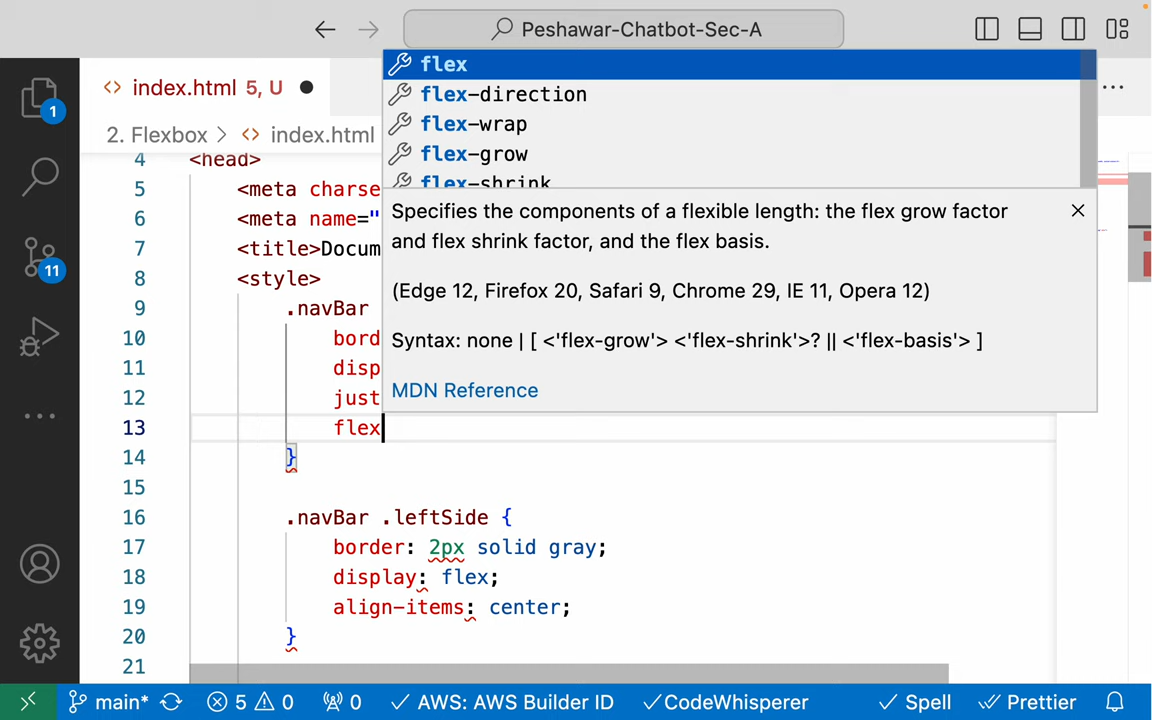 Peshawar-Chatbot-Sec-A
index.html 5, U
2. Flexbox > index.html
flex
flex-direction
flex-wrap
flex-grow
flex-shrink
Specifies the components of a flexible length: the flex grow factor
and flex shrink factor, and the flex basis.
(Edge 12, Firefox 20, Safari 9, Chrome 29, IE 11, Opera 12)
Syntax: none | [ <'flex-grow'> <'flex-shrink'>? || <'flex-basis'> ]
MDN Reference
1
11
4 <head>
5 <meta charse
6 <meta name="
7 <title>Docum
8 <style>
9 .navBar
10 bord
11 disp
12 just
13 flex
14 }
15
16 .navBar .leftSide {
17 border: 2px solid gray;
18 display: flex;
19 align-items: center;
20 }
21
main* 5 0 0 AWS: AWS Builder ID CodeWhisperer Spell Prettier